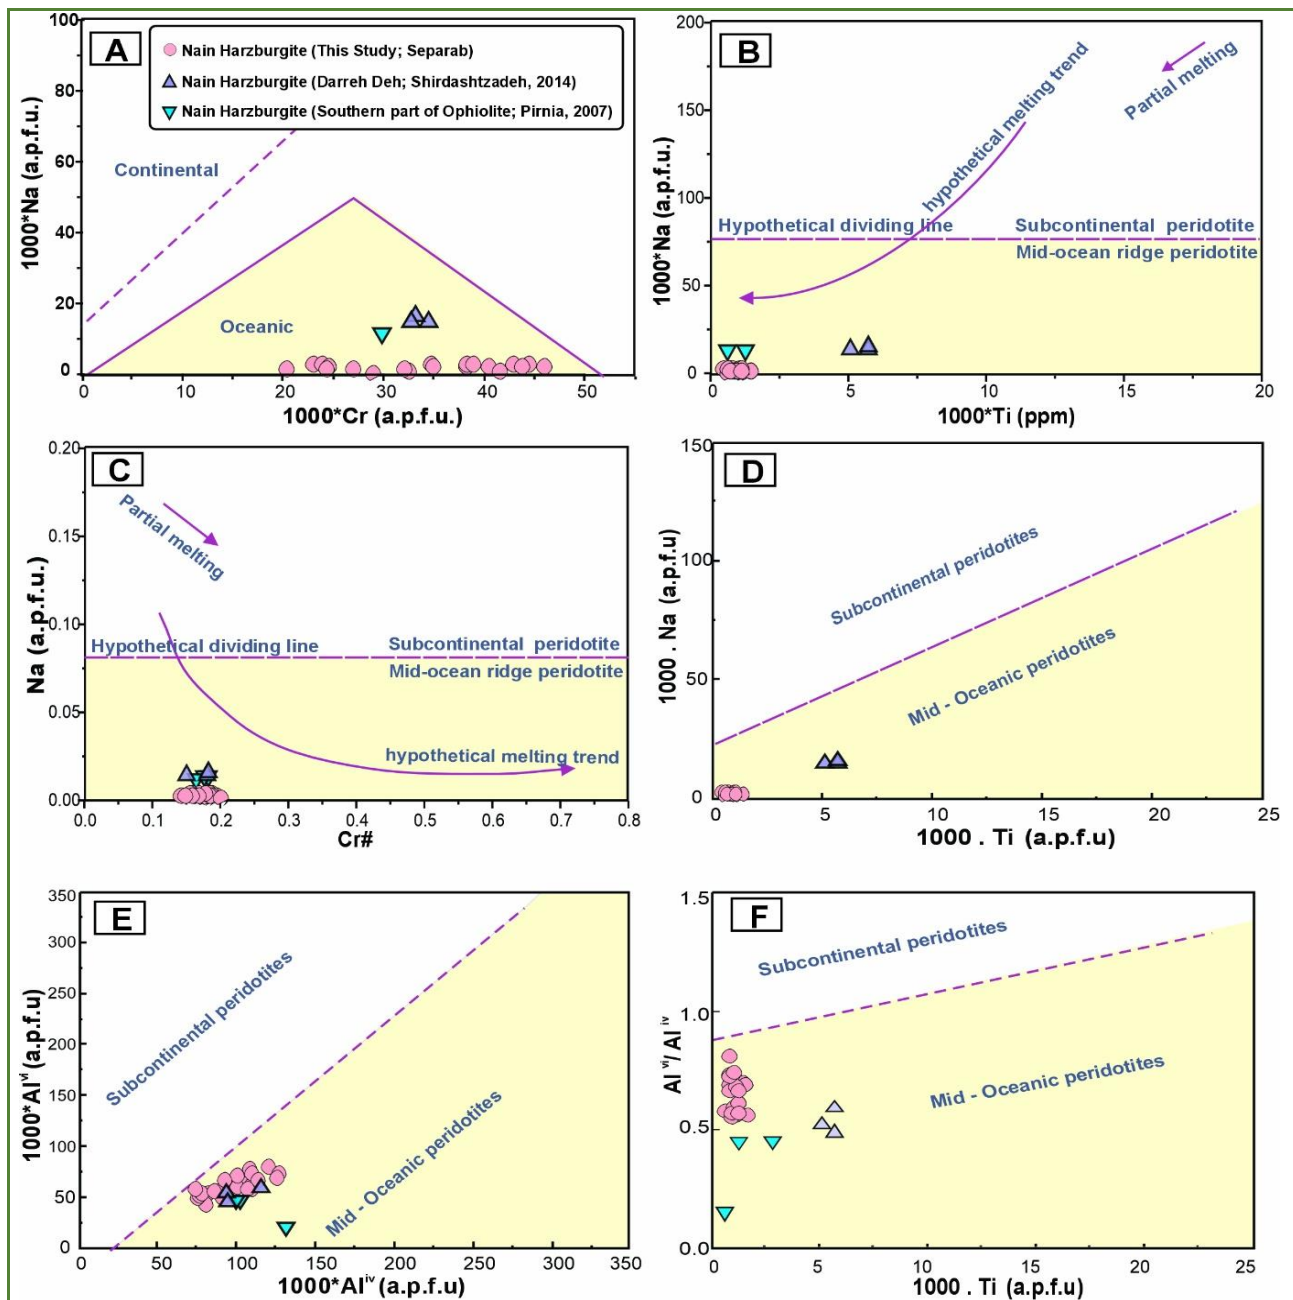 A
Nain Harzburgite (This Study; Separab)
Nain Harzburgite (Darreh Deh; Shirdashtzadeh, 2014)
Nain Harzburgite (Southern part of Ophiolite; Pirnia, 2007)
Continental
Oceanic
1000*Na (a.p.f.u.)
100
80
60
40
20
0
0 10 20 30 40 50
1000*Cr (a.p.f.u.)
B
hypothetical melting trend
Partial melting
Hypothetical dividing line
Subcontinental peridotite
Mid-ocean ridge peridotite
1000*Na (a.p.f.u.)
200
150
100
50
0
0 5 10 15 20
1000*Ti (ppm)
C
Partial melting
Hypothetical dividing line
Subcontinental peridotite
Mid-ocean ridge peridotite
hypothetical melting trend
Na (a.p.f.u.)
0.20
0.15
0.10
0.05
0.00
0.0 0.1 0.2 0.3 0.4 0.5 0.6 0.7 0.8
Cr#
D
Subcontinental peridotites
Mid - Oceanic peridotites
1000 . Na (a.p.f.u)
150
100
50
0
0 5 10 15 20 25
1000 . Ti (a.p.f.u)
E
Subcontinental peridotites
Mid - Oceanic peridotites
1000*Al^vi (a.p.f.u)
350
300
250
200
150
100
50
0
0 50 100 150 200 250 300 350
1000*Al^iv (a.p.f.u)
F
Subcontinental peridotites
Mid - Oceanic peridotites
Al^vi / Al^iv
1.5
1.0
0.5
0.0
0 5 10 15 20 25
1000 . Ti (a.p.f.u)